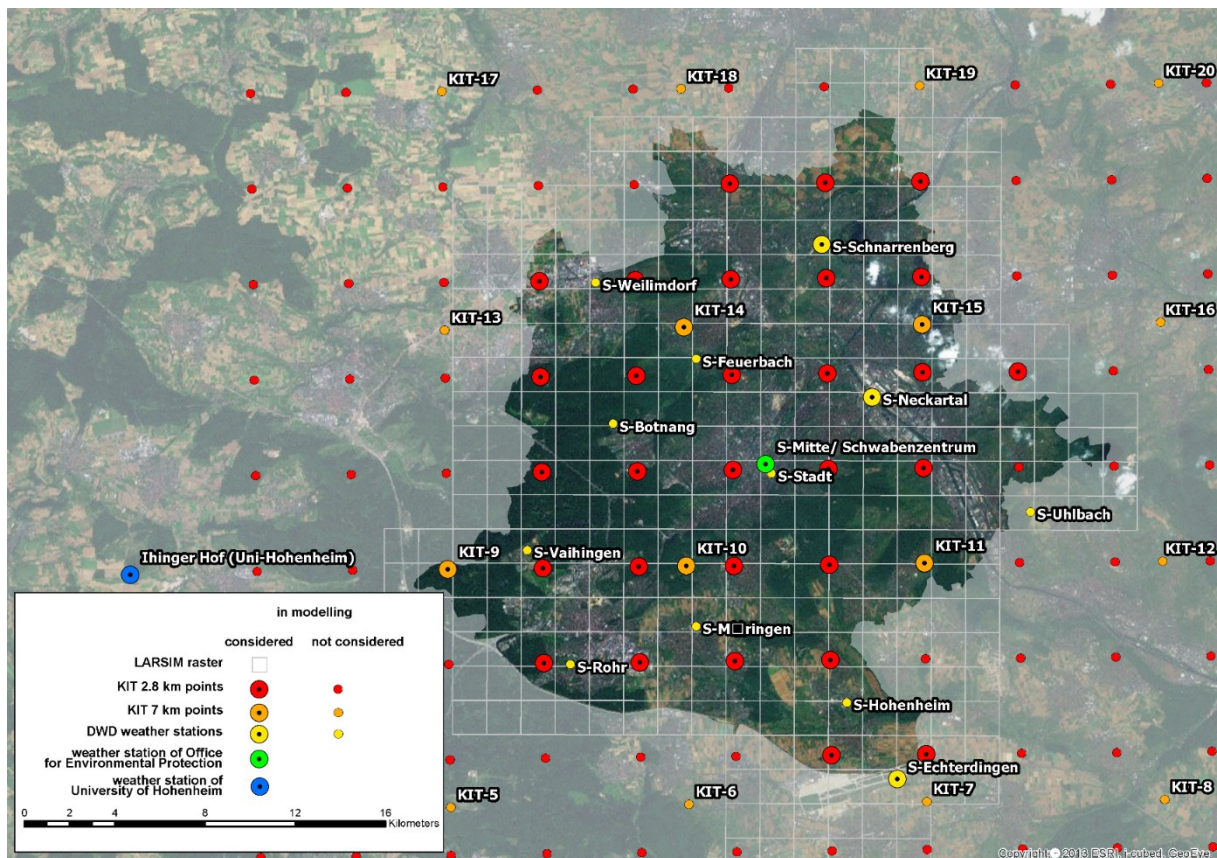 KIT-17
KIT-18
KIT-19
KIT-20
S-Schnarrenberg
S-Weilimdorf
KIT-13
KIT-14
KIT-15
KIT-16
S-Feuerbach
S-Neckartal
S-Botnang
S-Mitte/ Schwabenzentrum
S-Stadt
S-Uhlbach
Ihinger Hof (Uni-Hohenheim)
KIT-9
S-Vaihingen
KIT-10
KIT-11
KIT-12
S-M□ringen
S-Rohr
S-Hohenheim
S-Echterdingen
KIT-5
KIT-6
KIT-7
KIT-8
in modelling
considered not considered
LARSIM raster
KIT 2.8 km points
KIT 7 km points
DWD weather stations
weather station of Office
for Environmental Protection
weather station of
University of Hohenheim
0 2 4 8 12 16
Kilometers
Copyright: © 2013 ESRI, i-cubed, GeoEye